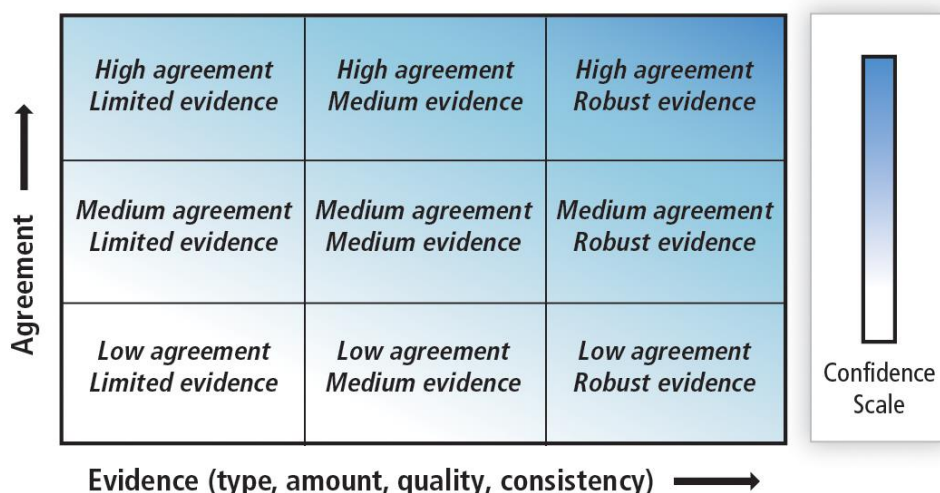 High agreement
Limited evidence
High agreement
Medium evidence
High agreement
Robust evidence
Medium agreement
Limited evidence
Medium agreement
Medium evidence
Medium agreement
Robust evidence
Low agreement
Limited evidence
Low agreement
Medium evidence
Low agreement
Robust evidence
Agreement
Evidence (type, amount, quality, consistency)
Confidence
Scale